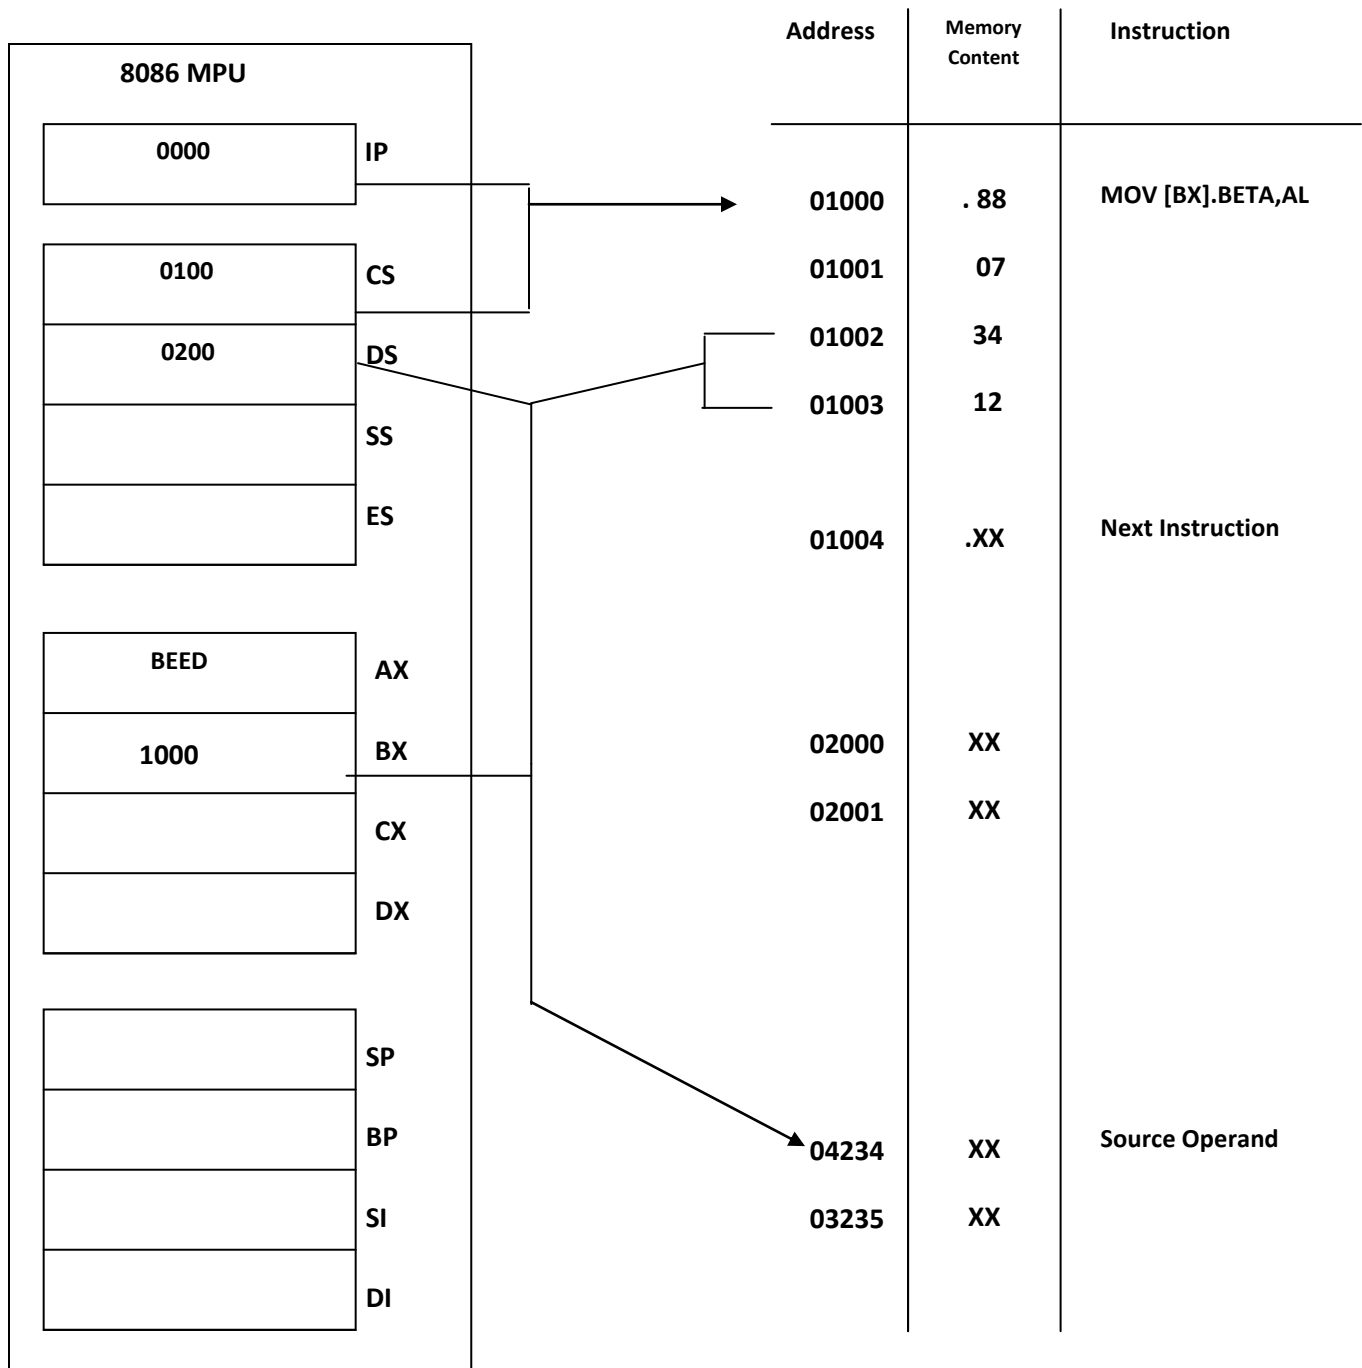 8086 MPU
0000 IP
0100 CS
0200 DS
SS
ES
BEED AX
1000 BX
CX
DX
SP
BP
SI
DI
Address Memory Content Instruction
01000 . 88 MOV [BX].BETA,AL
01001 07
01002 34
01003 12
01004 .XX Next Instruction
02000 XX
02001 XX
04234 XX Source Operand
03235 XX